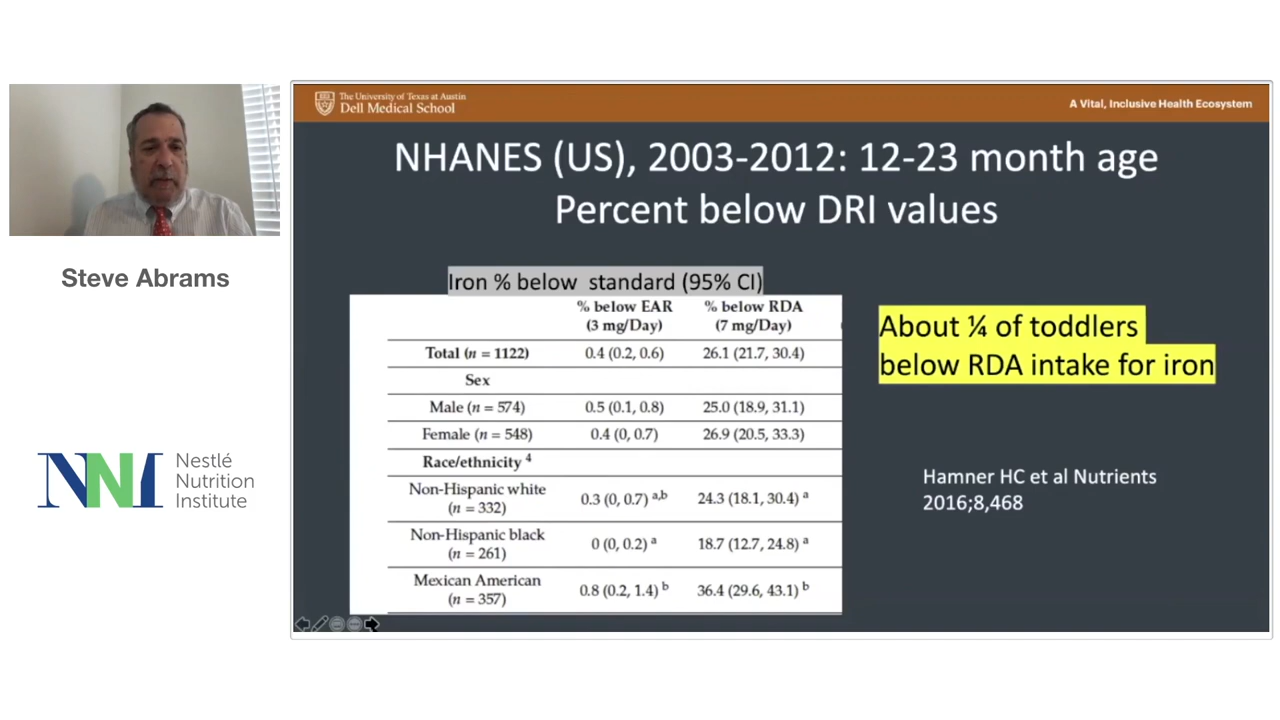 The University of Texas at Austin
Dell Medical School
A Vital, Inclusive Health Ecosystem
NHANES (US), 2003-2012: 12-23 month age
Percent below DRI values
Steve Abrams
Nestlé
Nutrition
Institute
NNI
Iron % below standard (95% CI)
% below EAR % below RDA
(3 mg/Day) (7 mg/Day)
Total (n = 1122) 0.4 (0.2, 0.6) 26.1 (21.7, 30.4)
Sex
Male (n = 574) 0.5 (0.1, 0.8) 25.0 (18.9, 31.1)
Female (n = 548) 0.4 (0, 0.7) 26.9 (20.5, 33.3)
Race/ethnicity 4
Non-Hispanic white
(n = 332) 0.3 (0, 0.7) a,b 24.3 (18.1, 30.4) a
Non-Hispanic black
(n = 261) 0 (0, 0.2) a 18.7 (12.7, 24.8) a
Mexican American
(n = 357) 0.8 (0.2, 1.4) b 36.4 (29.6, 43.1) b
About ¼ of toddlers
below RDA intake for iron
Hamner HC et al Nutrients
2016;8,468